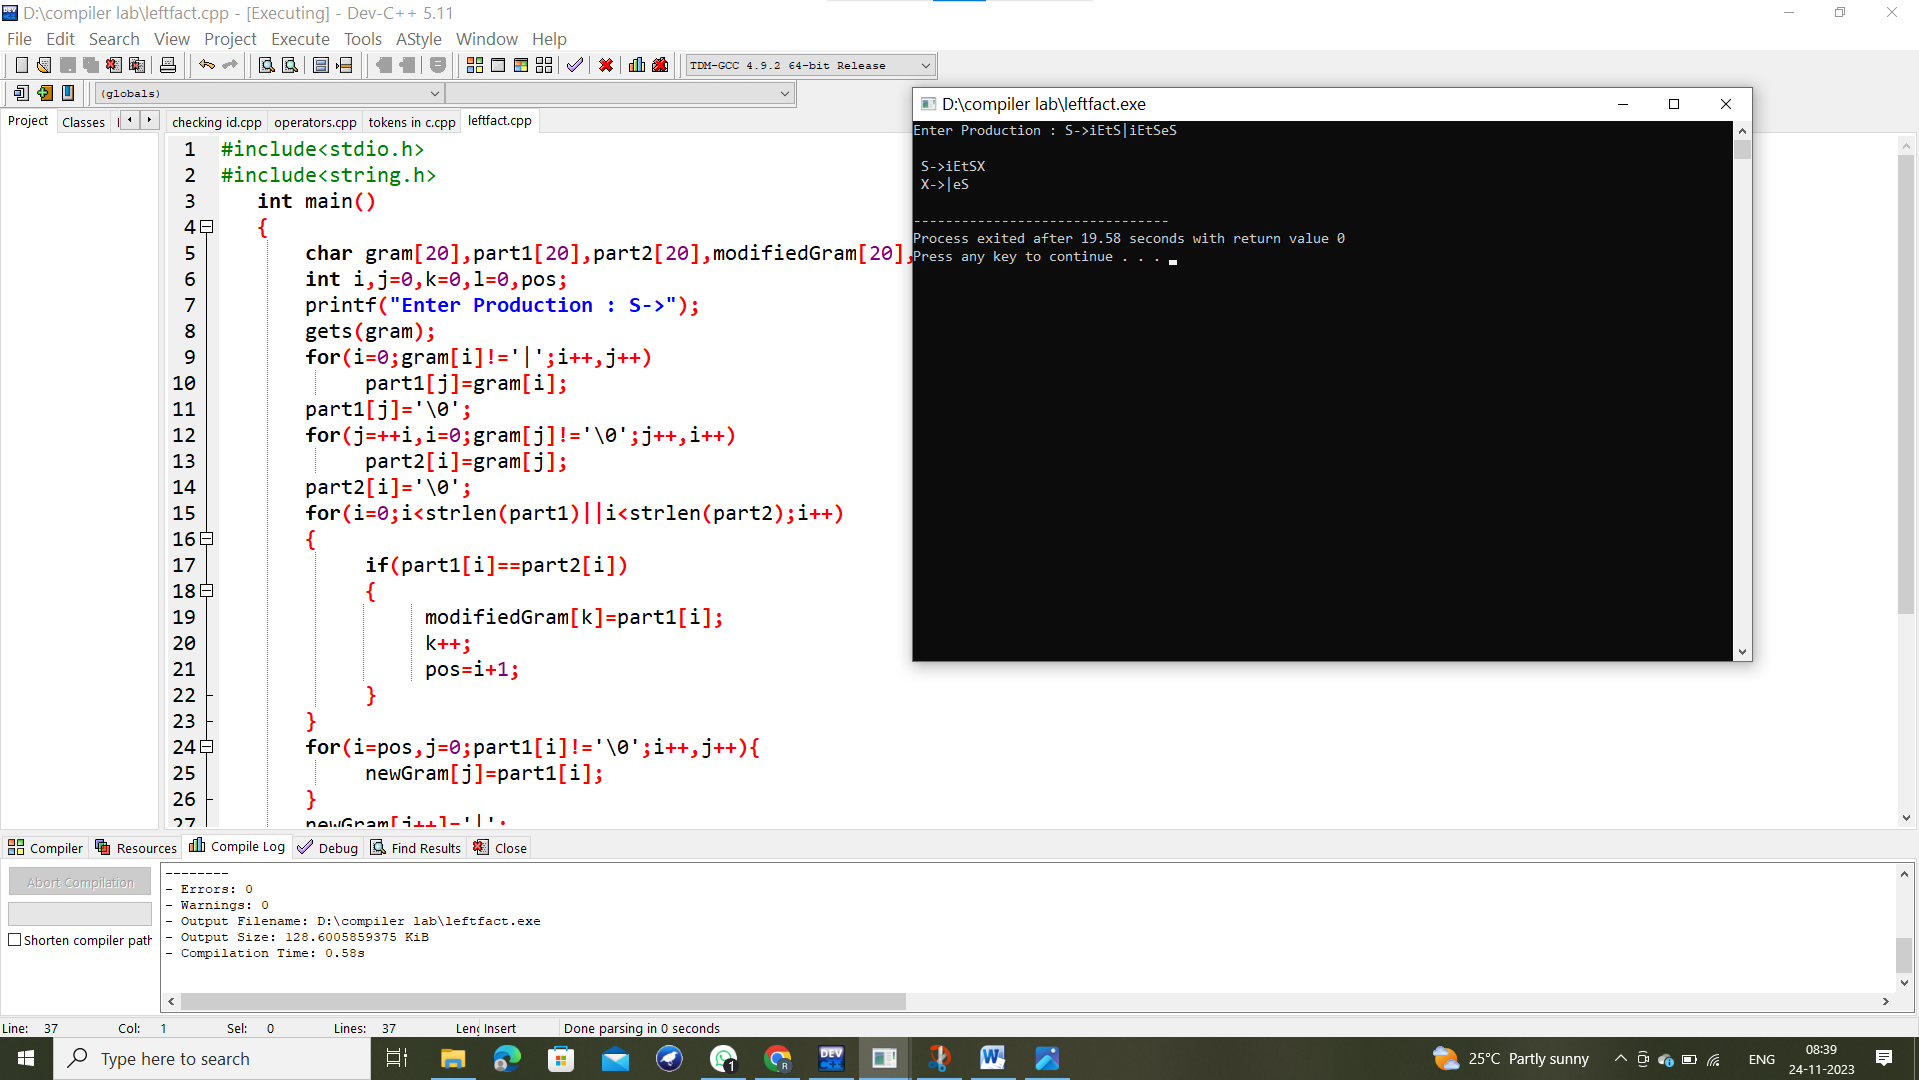 D:\compiler lab\leftfact.cpp - [Executing] - Dev-C++ 5.11
File Edit Search View Project Execute Tools AStyle Window Help
TDM-GCC 4.9.2 64-bit Release
(globals)
Project Classes
checking id.cpp operators.cpp tokens in c.cpp leftfact.cpp
1 #include<stdio.h>
2 #include<string.h>
3 int main()
4 {
5 char gram[20],part1[20],part2[20],modifiedGram[20],
6 int i,j=0,k=0,l=0,pos;
7 printf("Enter Production : S->");
8 gets(gram);
9 for(i=0;gram[i]!='|';i++,j++)
10 part1[j]=gram[i];
11 part1[j]='\0';
12 for(j=++i,i=0;gram[j]!='\0';j++,i++)
13 part2[i]=gram[j];
14 part2[i]='\0';
15 for(i=0;i<strlen(part1)||i<strlen(part2);i++)
16 {
17 if(part1[i]==part2[i])
18 {
19 modifiedGram[k]=part1[i];
20 k++;
21 pos=i+1;
22 }
23 }
24 for(i=pos,j=0;part1[i]!='\0';i++,j++){
25 newGram[j]=part1[i];
26 }
27 newGram[j++]='|';
D:\compiler lab\leftfact.exe
Enter Production : S->iEtS|iEtSeS
S->iEtSX
X->|eS
--------------------------------
Process exited after 19.58 seconds with return value 0
Press any key to continue . . .
Compiler Resources Compile Log Debug Find Results Close
Abort Compilation
Shorten compiler path
--------
- Errors: 0
- Warnings: 0
- Output Filename: D:\compiler lab\leftfact.exe
- Output Size: 128.6005859375 KiB
- Compilation Time: 0.58s
Line: 37 Col: 1 Sel: 0 Lines: 37 Leng Insert Done parsing in 0 seconds
Type here to search
DEV
1
R
25°C Partly sunny
ENG
08:39
24-11-2023